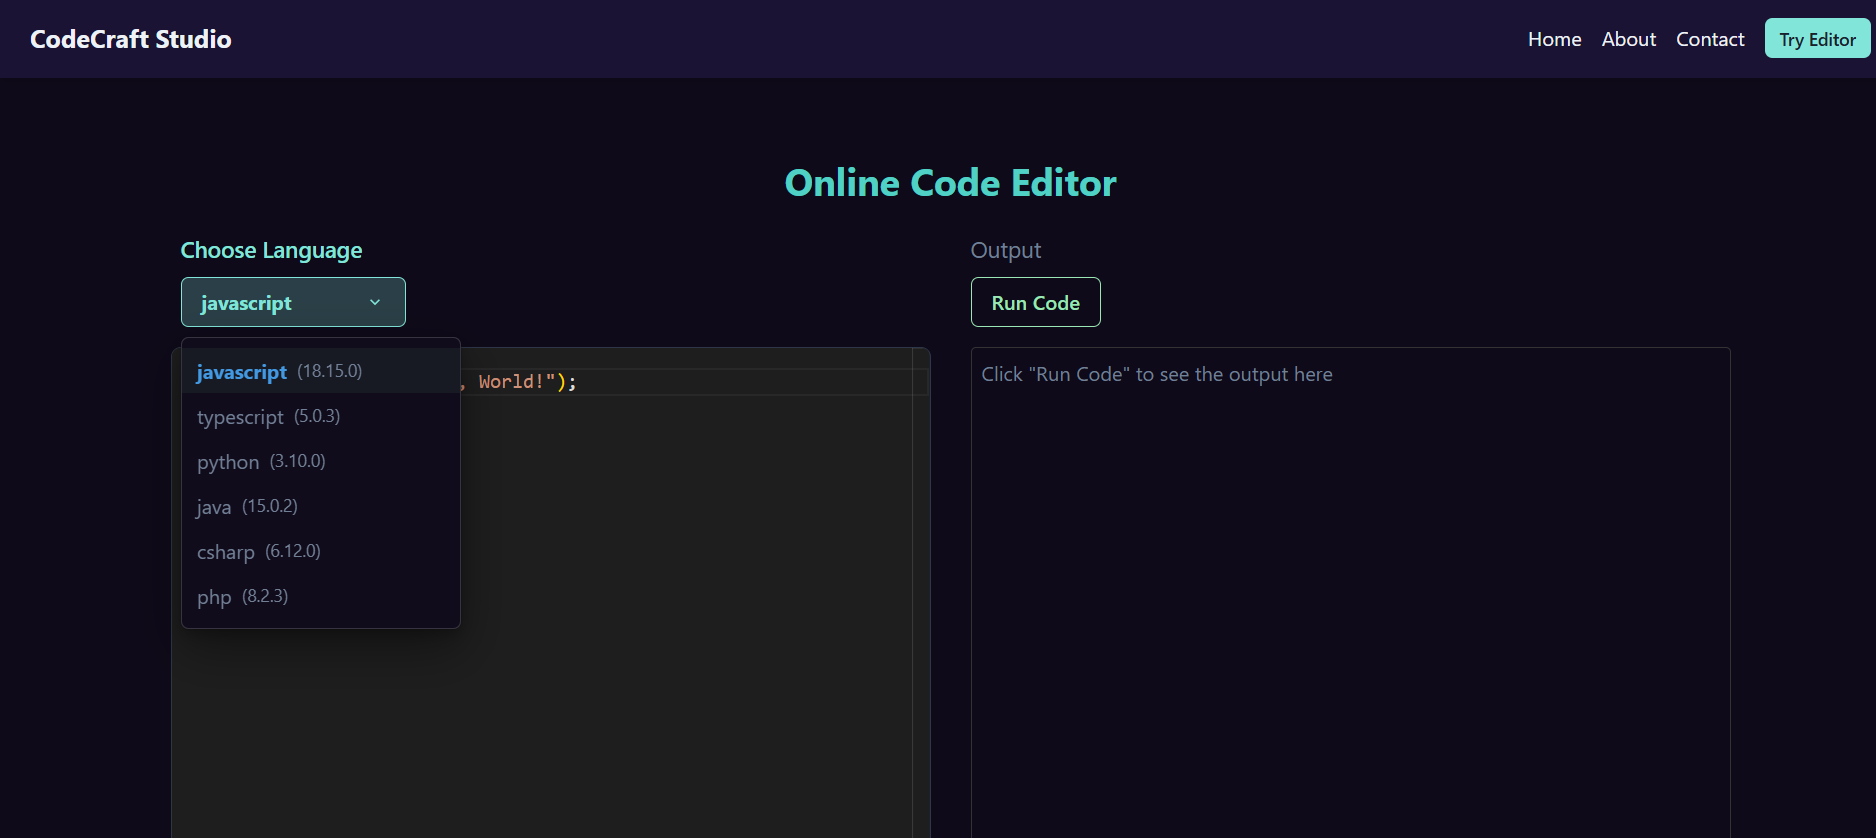 CodeCraft Studio
Home About Contact Try Editor
Online Code Editor
Choose Language
javascript
javascript (18.15.0)
typescript (5.0.3)
python (3.10.0)
java (15.0.2)
csharp (6.12.0)
php (8.2.3)
, World!");
Output
Run Code
Click "Run Code" to see the output here